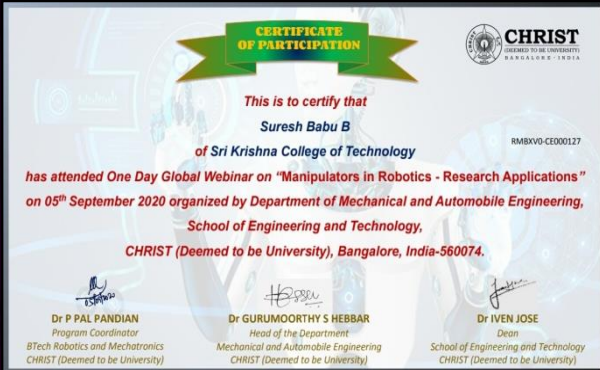 CERTIFICATE
OF PARTICIPATION
CHRIST
(DEEMED TO BE UNIVERSITY)
BANGALORE · INDIA
This is to certify that
Suresh Babu B
RMBXV0-CE000127
of Sri Krishna College of Technology
has attended One Day Global Webinar on “Manipulators in Robotics - Research Applications”
on 05th September 2020 organized by Department of Mechanical and Automobile Engineering,
School of Engineering and Technology,
CHRIST (Deemed to be University), Bangalore, India-560074.
Dr P PAL PANDIAN
Program Coordinator
BTech Robotics and Mechatronics
CHRIST (Deemed to be University)
Dr GURUMOORTHY S HEBBAR
Head of the Department
Mechanical and Automobile Engineering
CHRIST (Deemed to be University)
Dr IVEN JOSE
Dean
School of Engineering and Technology
CHRIST (Deemed to be University)